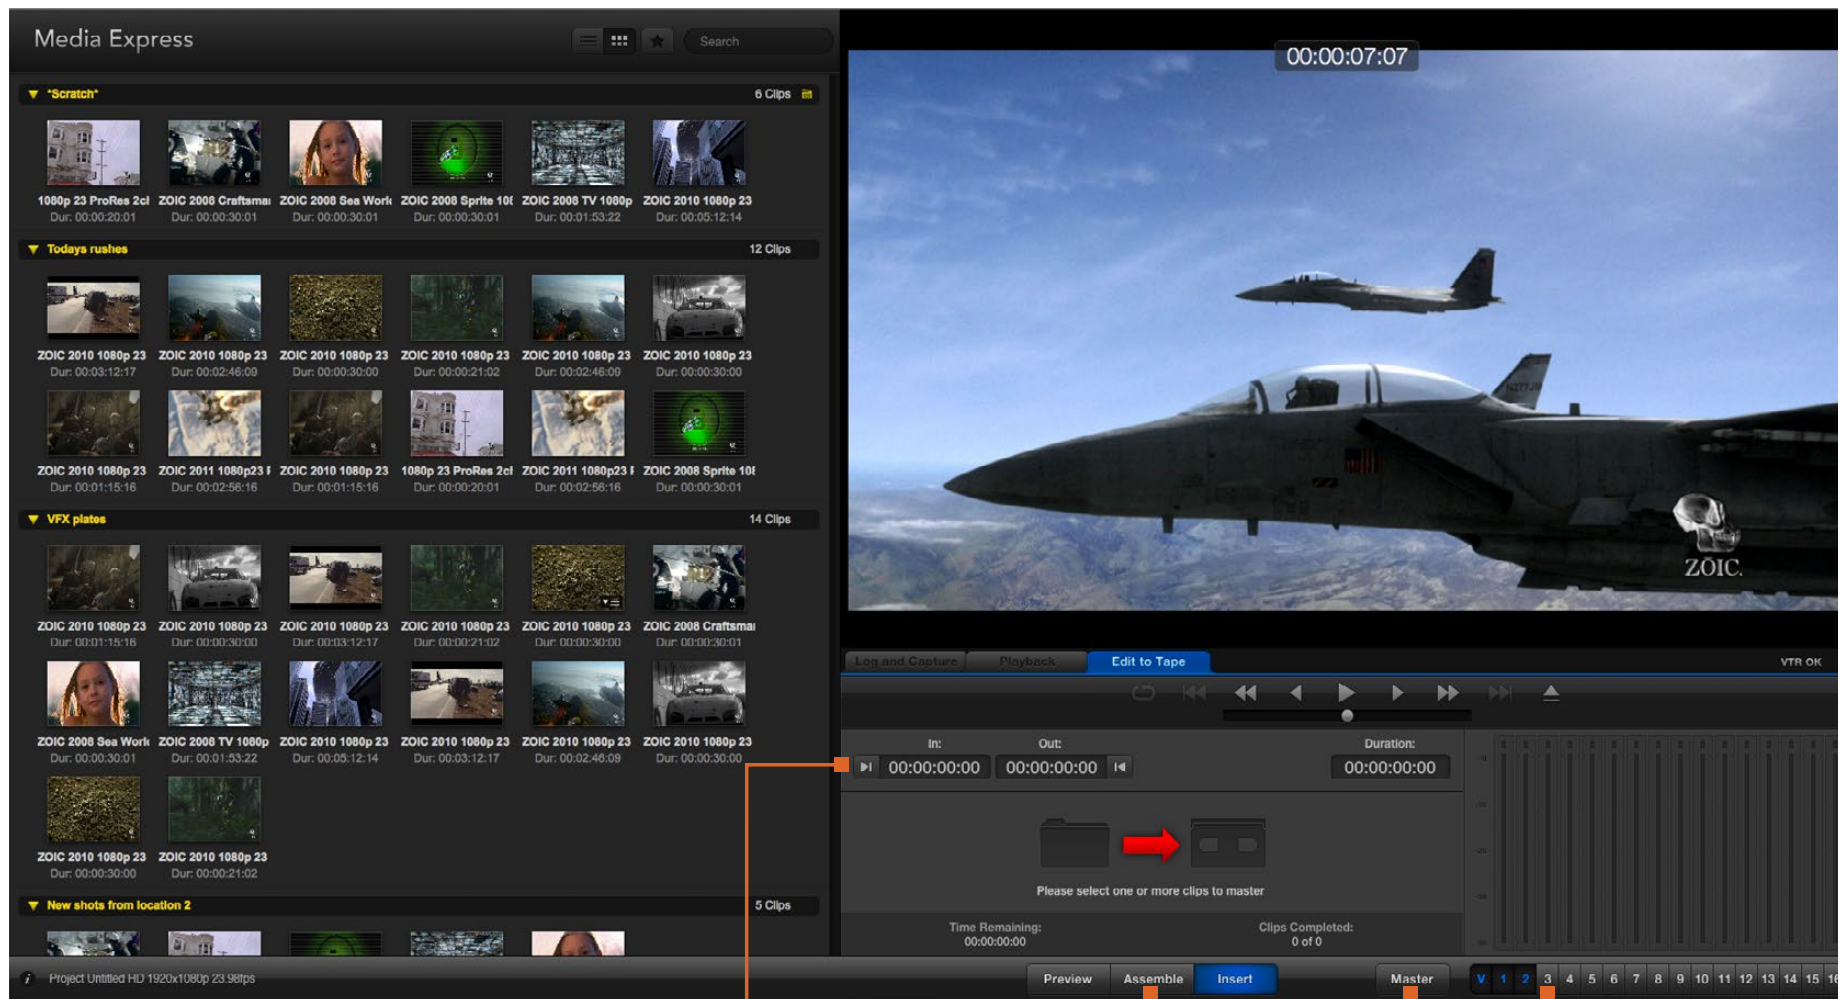 Media Express
Search
*Scratch*
6 Clips
1080p 23 ProRes 2cl
ZOIC 2008 Craftsma
ZOIC 2008 Sea Work
ZOIC 2008 Sprite 108
ZOIC 2008 TV 1080p
ZOIC 2010 1080p 23
Dur: 00:00:20:01
Dur: 00:00:30:01
Dur: 00:00:30:01
Dur: 00:00:30:01
Dur: 00:01:53:22
Dur: 00:05:12:14
Todays rushes
12 Clips
ZOIC 2010 1080p 23
ZOIC 2010 1080p 23
ZOIC 2010 1080p 23
ZOIC 2010 1080p 23
ZOIC 2010 1080p 23
ZOIC 2010 1080p 23
Dur: 00:03:12:17
Dur: 00:02:46:09
Dur: 00:00:30:00
Dur: 00:00:21:02
Dur: 00:02:46:09
Dur: 00:00:30:00
ZOIC 2010 1080p 23
ZOIC 2011 1080p23 F
ZOIC 2010 1080p 23
1080p 23 ProRes 2cl
ZOIC 2011 1080p23 F
ZOIC 2008 Sprite 108
Dur: 00:01:15:16
Dur: 00:02:56:16
Dur: 00:01:15:16
Dur: 00:00:20:01
Dur: 00:02:56:16
Dur: 00:00:30:01
VFX plates
14 Clips
ZOIC 2010 1080p 23
ZOIC 2010 1080p 23
ZOIC 2010 1080p 23
ZOIC 2010 1080p 23
ZOIC 2010 1080p 23
ZOIC 2008 Craftsma
Dur: 00:01:15:16
Dur: 00:00:30:00
Dur: 00:03:12:17
Dur: 00:00:21:02
Dur: 00:00:30:00
Dur: 00:00:30:01
ZOIC 2008 Sea Work
ZOIC 2008 TV 1080p
ZOIC 2010 1080p 23
ZOIC 2010 1080p 23
ZOIC 2010 1080p 23
ZOIC 2010 1080p 23
Dur: 00:00:30:01
Dur: 00:01:53:22
Dur: 00:05:12:14
Dur: 00:03:12:17
Dur: 00:02:46:09
Dur: 00:00:30:00
ZOIC 2010 1080p 23
ZOIC 2010 1080p 23
Dur: 00:00:30:00
Dur: 00:00:21:02
New shots from location 2
5 Clips
Project Untitled HD 1920x1080p 23.98fps
00:00:07:07
ZOIC.
Log and Capture
Playback
Edit to Tape
VTR OK
In:
Out:
Duration:
00:00:00:00
00:00:00:00
00:00:00:00
Please select one or more clips to master
Time Remaining:
00:00:00:00
Clips Completed:
0 of 0
Preview
Assemble
Insert
Master
V 1 2 3 4 5 6 7 8 9 10 11 12 13 14 15 16